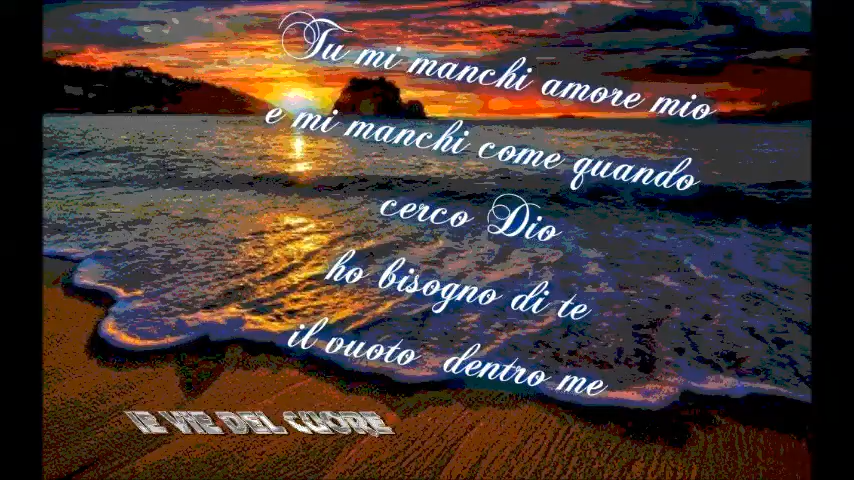 Tu mi manchi amore mio
e mi manchi come quando
cerco Dio
ho bisogno di te
il vuoto dentro me
lE VIE DEL CUORE